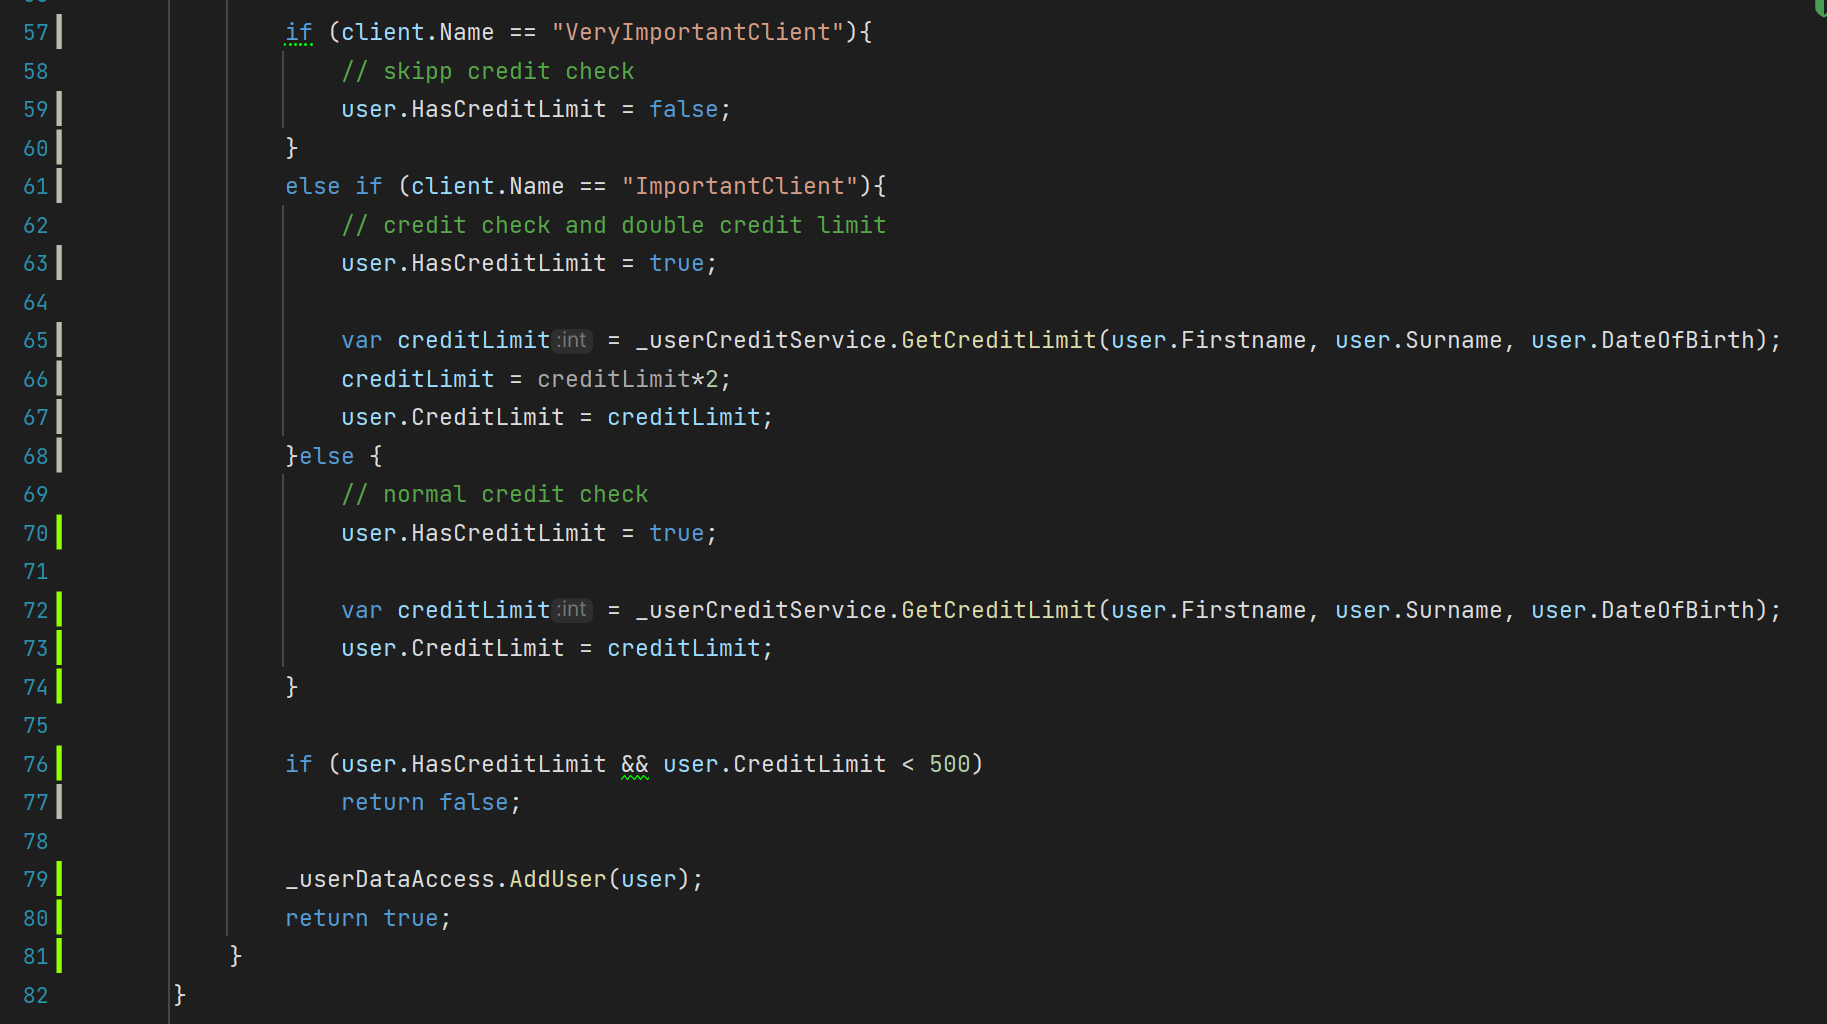 57 if (client.Name == "VeryImportantClient"){
58 // skipp credit check
59 user.HasCreditLimit = false;
60 }
61 else if (client.Name == "ImportantClient"){
62 // credit check and double credit limit
63 user.HasCreditLimit = true;
64
65 var creditLimit :int = _userCreditService.GetCreditLimit(user.Firstname, user.Surname, user.DateOfBirth);
66 creditLimit = creditLimit*2;
67 user.CreditLimit = creditLimit;
68 }else {
69 // normal credit check
70 user.HasCreditLimit = true;
71
72 var creditLimit :int = _userCreditService.GetCreditLimit(user.Firstname, user.Surname, user.DateOfBirth);
73 user.CreditLimit = creditLimit;
74 }
75
76 if (user.HasCreditLimit && user.CreditLimit < 500)
77 return false;
78
79 _userDataAccess.AddUser(user);
80 return true;
81 }
82 }